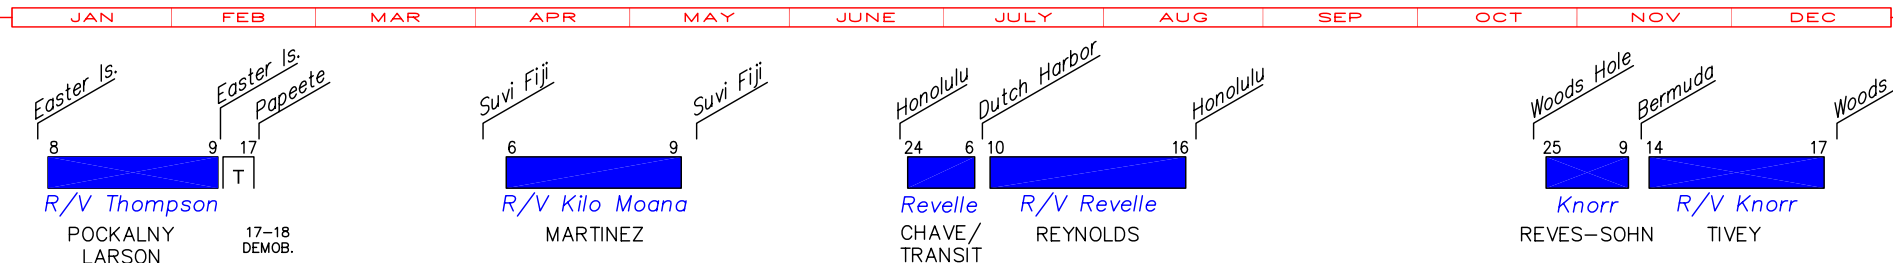 JAN FEB MAR APR MAY JUNE JULY AUG SEP OCT NOV DEC
Easter Is. Easter Is. Papeete Suvi Fiji Suvi Fiji Honolulu Dutch Harbor Honolulu Woods Hole Bermuda Woods
8 9 17 6 9 24 6 10 16 25 9 14 17
T
R/V Thompson R/V Kilo Moana Revelle R/V Revelle Knorr R/V Knorr
POCKALNY 17-18 MARTINEZ CHAVE/ REYNOLDS REVES-SOHN TIVEY
LARSON DEMOB. TRANSIT